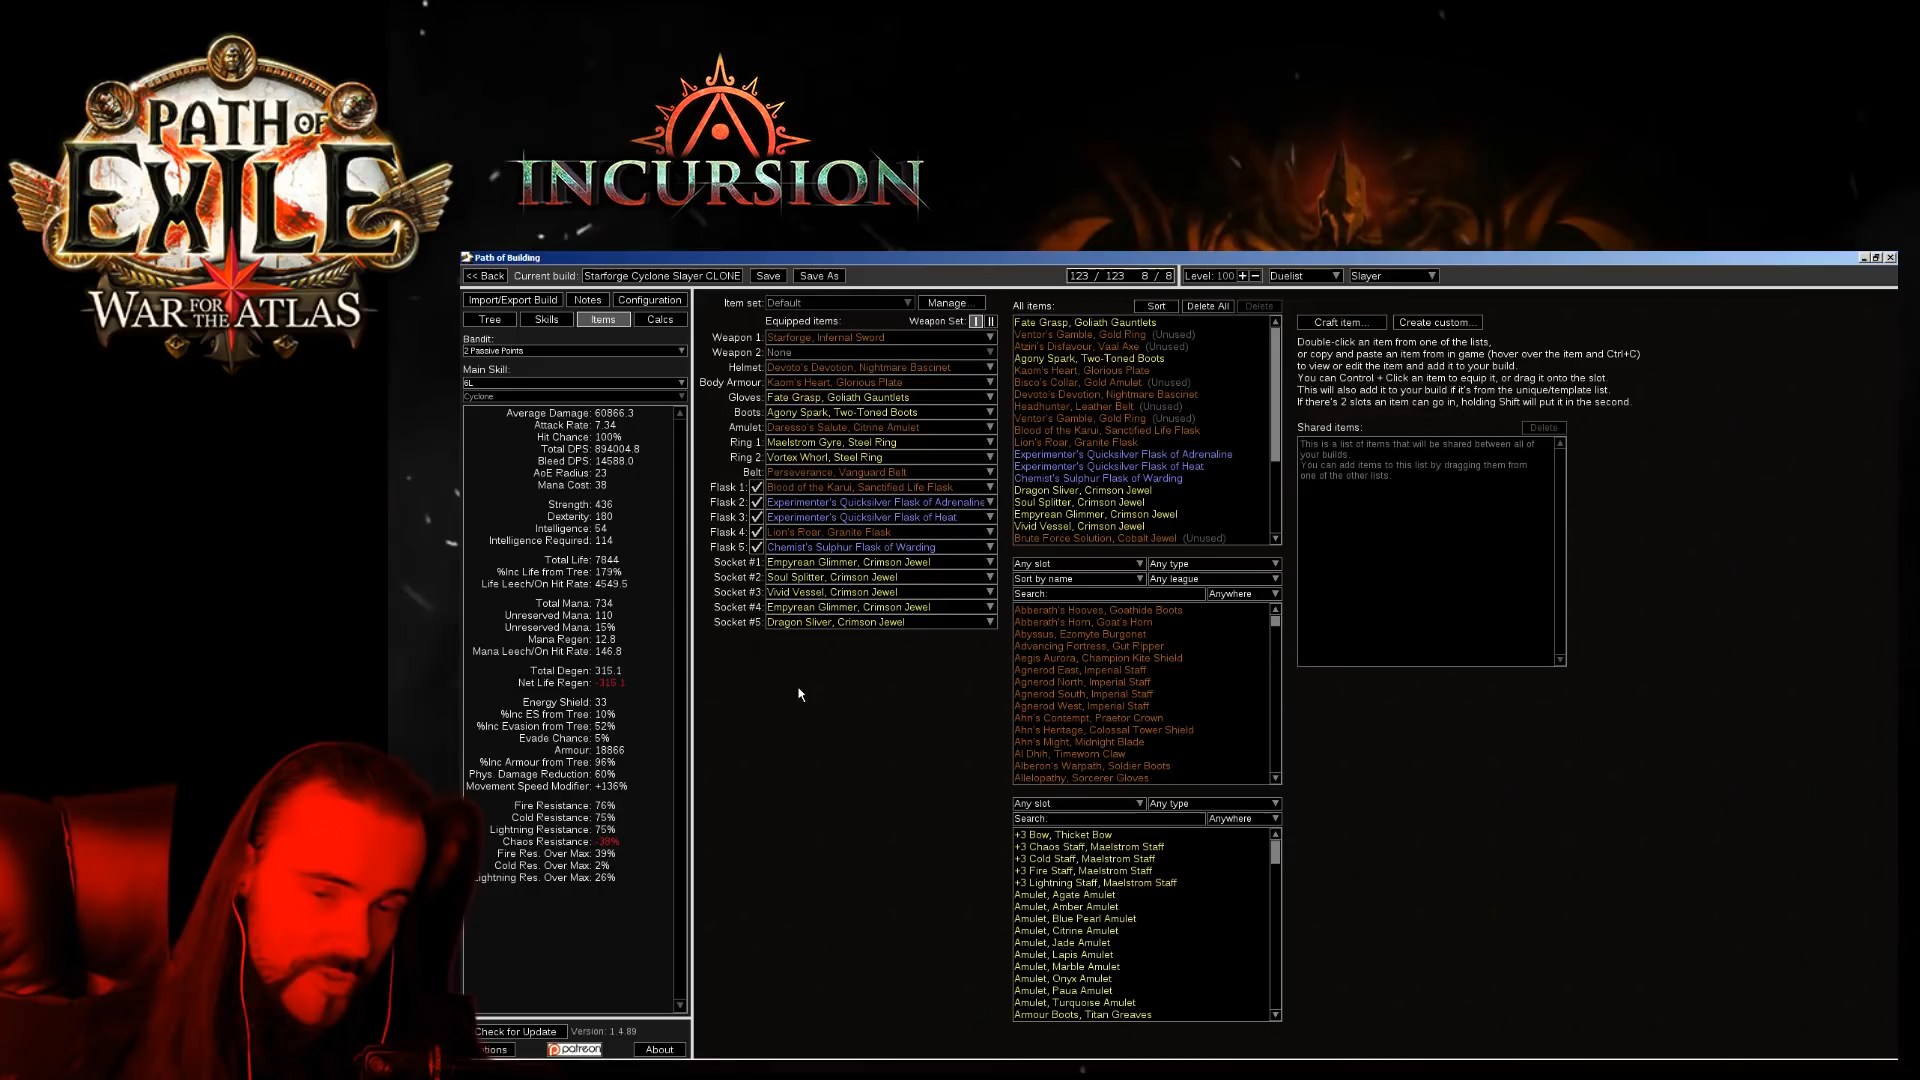 PATH OF
EXILE
WAR FOR THE ATLAS
INCURSION
Path of Building
<< Back
Current build:
Starforge Cyclone Slayer CLONE
Save
Save As
123 / 123 8 / 8
Level: 100
+
-
Duelist
Slayer
Import/Export Build
Notes
Configuration
Tree
Skills
Items
Calcs
Bandit:
2 Passive Points
Main Skill:
6L
Cyclone
Average Damage: 60866.3
Attack Rate: 7.34
Hit Chance: 100%
Total DPS: 894004.8
Bleed DPS: 14588.0
AoE Radius: 23
Mana Cost: 38
Strength: 436
Dexterity: 180
Intelligence: 54
Intelligence Required: 114
Total Life: 7844
%Inc Life from Tree: 179%
Life Leech/On Hit Rate: 4549.5
Total Mana: 734
Unreserved Mana: 110
Unreserved Mana: 15%
Mana Regen: 12.8
Mana Leech/On Hit Rate: 146.8
Total Degen: 315.1
Net Life Regen: -315.1
Energy Shield: 33
%Inc ES from Tree: 10%
%Inc Evasion from Tree: 52%
Evade Chance: 5%
Armour: 18866
%Inc Armour from Tree: 96%
Phys. Damage Reduction: 60%
Movement Speed Modifier: +136%
Fire Resistance: 76%
Cold Resistance: 75%
Lightning Resistance: 75%
Chaos Resistance: -38%
Fire Res. Over Max: 39%
Cold Res. Over Max: 2%
Lightning Res. Over Max: 26%
Check for Update
Version: 1.4.89
patreon
About
Item set:
Default
Manage...
Equipped items:
Weapon Set:
I
II
Weapon 1: Starforge, Infernal Sword
Weapon 2: None
Helmet: Devoto's Devotion, Nightmare Bascinet
Body Armour: Kaom's Heart, Glorious Plate
Gloves: Fate Grasp, Goliath Gauntlets
Boots: Agony Spark, Two-Toned Boots
Amulet: Daresso's Salute, Citrine Amulet
Ring 1: Maelstrom Gyre, Steel Ring
Ring 2: Vortex Whorl, Steel Ring
Belt: Perseverance, Vanguard Belt
Flask 1: Blood of the Karui, Sanctified Life Flask
Flask 2: Experimenter's Quicksilver Flask of Adrenaline
Flask 3: Experimenter's Quicksilver Flask of Heat
Flask 4: Lion's Roar, Granite Flask
Flask 5: Chemist's Sulphur Flask of Warding
Socket #1: Empyrean Glimmer, Crimson Jewel
Socket #2: Soul Splitter, Crimson Jewel
Socket #3: Vivid Vessel, Crimson Jewel
Socket #4: Empyrean Glimmer, Crimson Jewel
Socket #5: Dragon Sliver, Crimson Jewel
All items:
Sort
Delete All
Delete
Fate Grasp, Goliath Gauntlets
Ventor's Gamble, Gold Ring (Unused)
Atziri's Disfavour, Vaal Axe (Unused)
Agony Spark, Two-Toned Boots
Kaom's Heart, Glorious Plate
Bisco's Collar, Gold Amulet (Unused)
Devoto's Devotion, Nightmare Bascinet
Headhunter, Leather Belt (Unused)
Ventor's Gamble, Gold Ring (Unused)
Blood of the Karui, Sanctified Life Flask
Lion's Roar, Granite Flask
Experimenter's Quicksilver Flask of Adrenaline
Experimenter's Quicksilver Flask of Heat
Chemist's Sulphur Flask of Warding
Dragon Sliver, Crimson Jewel
Soul Splitter, Crimson Jewel
Empyrean Glimmer, Crimson Jewel
Vivid Vessel, Crimson Jewel
Brute Force Solution, Cobalt Jewel (Unused)
Any slot
Any type
Sort by name
Any league
Search:
Anywhere
Abberath's Hooves, Goathide Boots
Abberath's Horn, Goat's Horn
Abyssus, Ezomyte Burgonet
Advancing Fortress, Gut Ripper
Aegis Aurora, Champion Kite Shield
Agnerod East, Imperial Staff
Agnerod North, Imperial Staff
Agnerod South, Imperial Staff
Agnerod West, Imperial Staff
Ahn's Contempt, Praetor Crown
Ahn's Heritage, Colossal Tower Shield
Ahn's Might, Midnight Blade
Al Dhih, Timeworn Claw
Alberon's Warpath, Soldier Boots
Allelopathy, Sorcerer Gloves
Any slot
Any type
Search:
Anywhere
+3 Bow, Thicket Bow
+3 Chaos Staff, Maelstrom Staff
+3 Cold Staff, Maelstrom Staff
+3 Fire Staff, Maelstrom Staff
+3 Lightning Staff, Maelstrom Staff
Amulet, Agate Amulet
Amulet, Amber Amulet
Amulet, Blue Pearl Amulet
Amulet, Citrine Amulet
Amulet, Jade Amulet
Amulet, Lapis Amulet
Amulet, Marble Amulet
Amulet, Onyx Amulet
Amulet, Paua Amulet
Amulet, Turquoise Amulet
Armour Boots, Titan Greaves
Craft item...
Create custom...
Double-click an item from one of the lists,
or copy and paste an item from in game (hover over the item and Ctrl+C)
to view or edit the item and add it to your build.
You can Control + Click an item to equip it, or drag it onto the slot.
This will also add it to your build if it's from the unique/template list.
If there's 2 slots an item can go in, holding Shift will put it in the second.
Shared items:
Delete
This is a list of items that will be shared between all of
your builds.
You can add items to this list by dragging them from
one of the other lists.